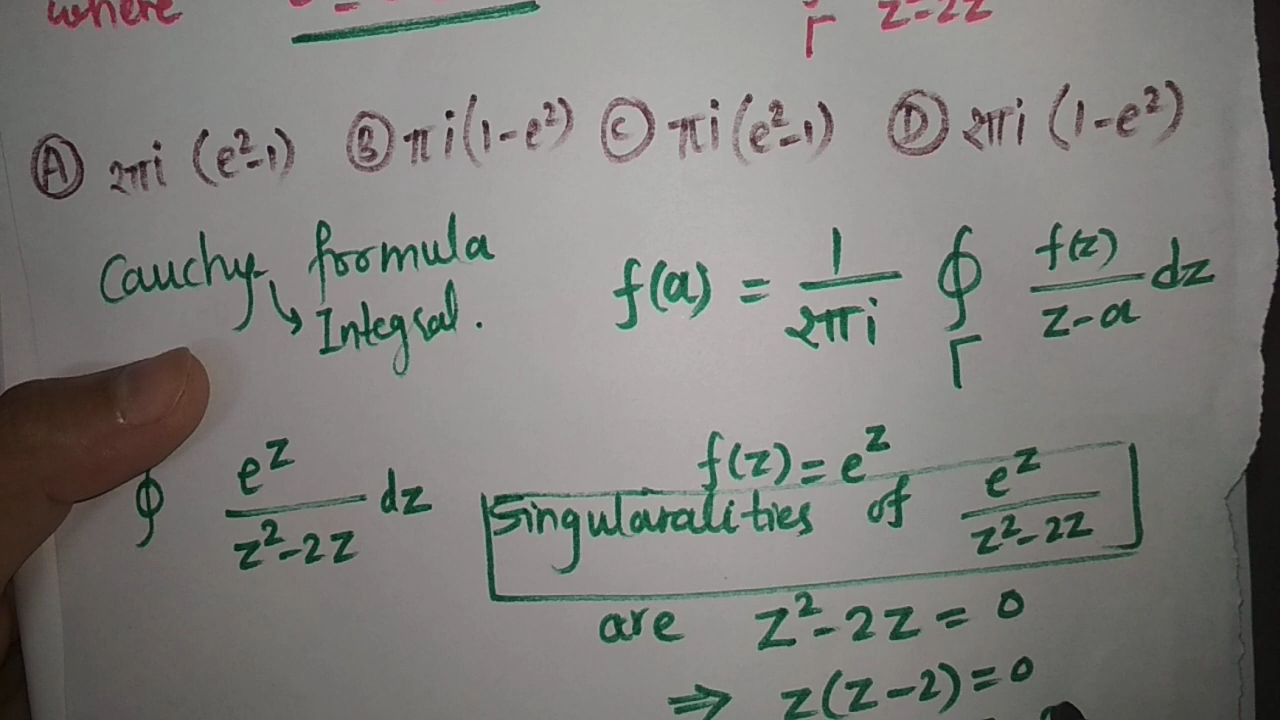 where z²-2z
Γ
Ⓐ 2πi (e²-1) Ⓑ πi(1-e²) Ⓒ πi(e²-1) Ⓓ 2πi (1-e²)
Cauchy formula
↳ Integral.
f(a) = 1/2πi ∮_Γ f(z)/z-a dz
∮ e^z/z²-2z dz
f(z) = e^z
Singularalities of e^z/z²-2z
are z²-2z = 0
⇒ z(z-2)=0